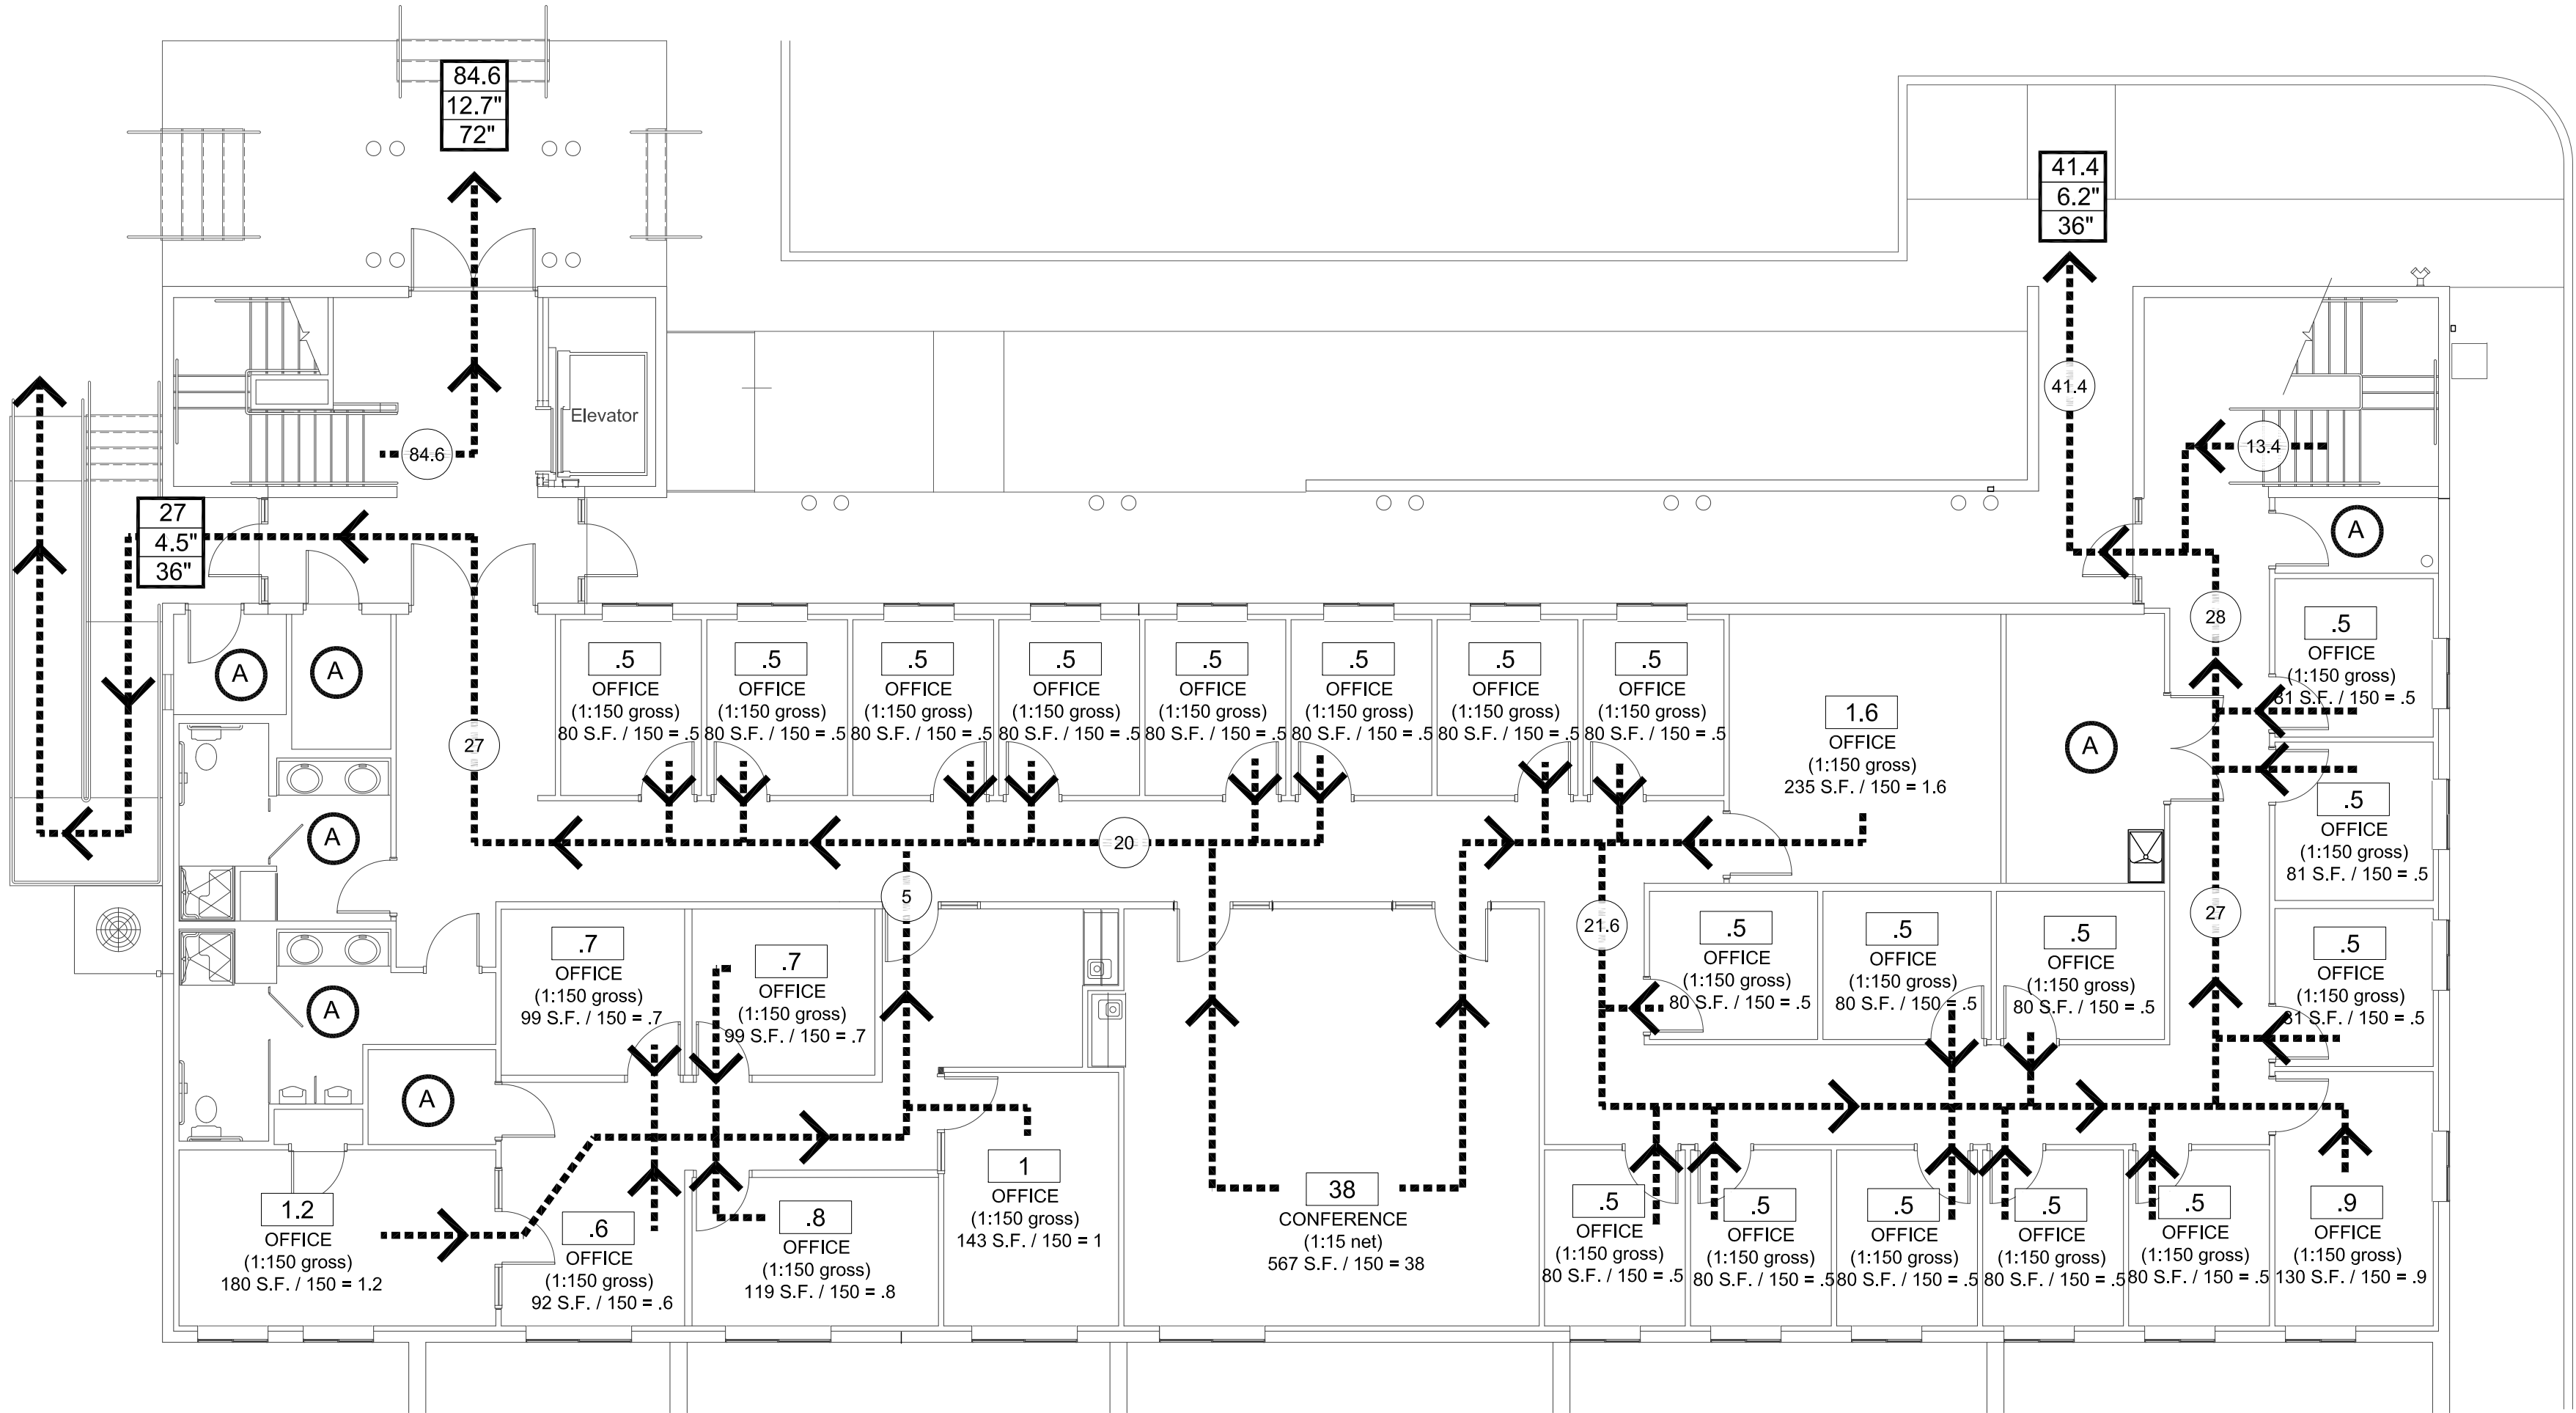 84.6
12.7"
72"
41.4
6.2"
36"
41.4
Elevator
84.6
13.4
27
4.5"
36"
A
28
.5
OFFICE
(1:150 gross)
80 S.F. / 150 = .5
.5
OFFICE
(1:150 gross)
80 S.F. / 150 = .5
.5
OFFICE
(1:150 gross)
80 S.F. / 150 = .5
.5
OFFICE
(1:150 gross)
80 S.F. / 150 = .5
.5
OFFICE
(1:150 gross)
80 S.F. / 150 = .5
.5
OFFICE
(1:150 gross)
80 S.F. / 150 = .5
.5
OFFICE
(1:150 gross)
80 S.F. / 150 = .5
.5
OFFICE
(1:150 gross)
80 S.F. / 150 = .5
1.6
OFFICE
(1:150 gross)
235 S.F. / 150 = 1.6
A
.5
OFFICE
(1:150 gross)
81 S.F. / 150 = .5
A
A
27
.5
OFFICE
(1:150 gross)
81 S.F. / 150 = .5
A
20
5
21.6
27
.7
OFFICE
(1:150 gross)
99 S.F. / 150 = .7
.7
OFFICE
(1:150 gross)
99 S.F. / 150 = .7
.5
OFFICE
(1:150 gross)
80 S.F. / 150 = .5
.5
OFFICE
(1:150 gross)
80 S.F. / 150 = .5
.5
OFFICE
(1:150 gross)
80 S.F. / 150 = .5
.5
OFFICE
(1:150 gross)
81 S.F. / 150 = .5
A
A
1.2
OFFICE
(1:150 gross)
180 S.F. / 150 = 1.2
.6
OFFICE
(1:150 gross)
92 S.F. / 150 = .6
.8
OFFICE
(1:150 gross)
119 S.F. / 150 = .8
1
OFFICE
(1:150 gross)
143 S.F. / 150 = 1
38
CONFERENCE
(1:15 net)
567 S.F. / 150 = 38
.5
OFFICE
(1:150 gross)
80 S.F. / 150 = .5
.5
OFFICE
(1:150 gross)
80 S.F. / 150 = .5
.5
OFFICE
(1:150 gross)
80 S.F. / 150 = .5
.5
OFFICE
(1:150 gross)
80 S.F. / 150 = .5
.5
OFFICE
(1:150 gross)
80 S.F. / 150 = .5
.9
OFFICE
(1:150 gross)
130 S.F. / 150 = .9